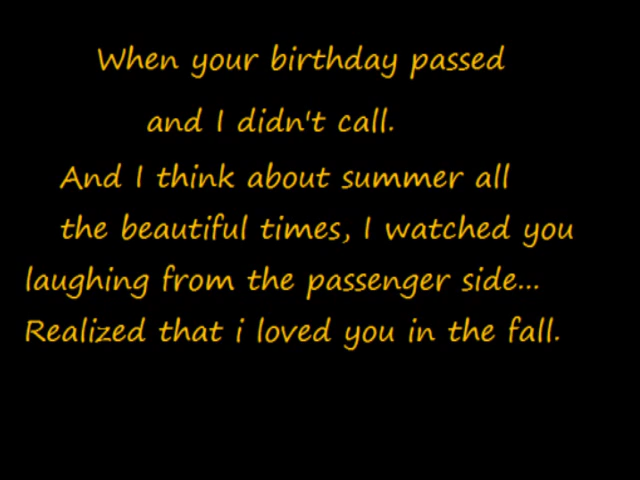 When your birthday passed
and I didn't call.
And I think about summer all
the beautiful times, I watched you
laughing from the passenger side...
Realized that i loved you in the fall.